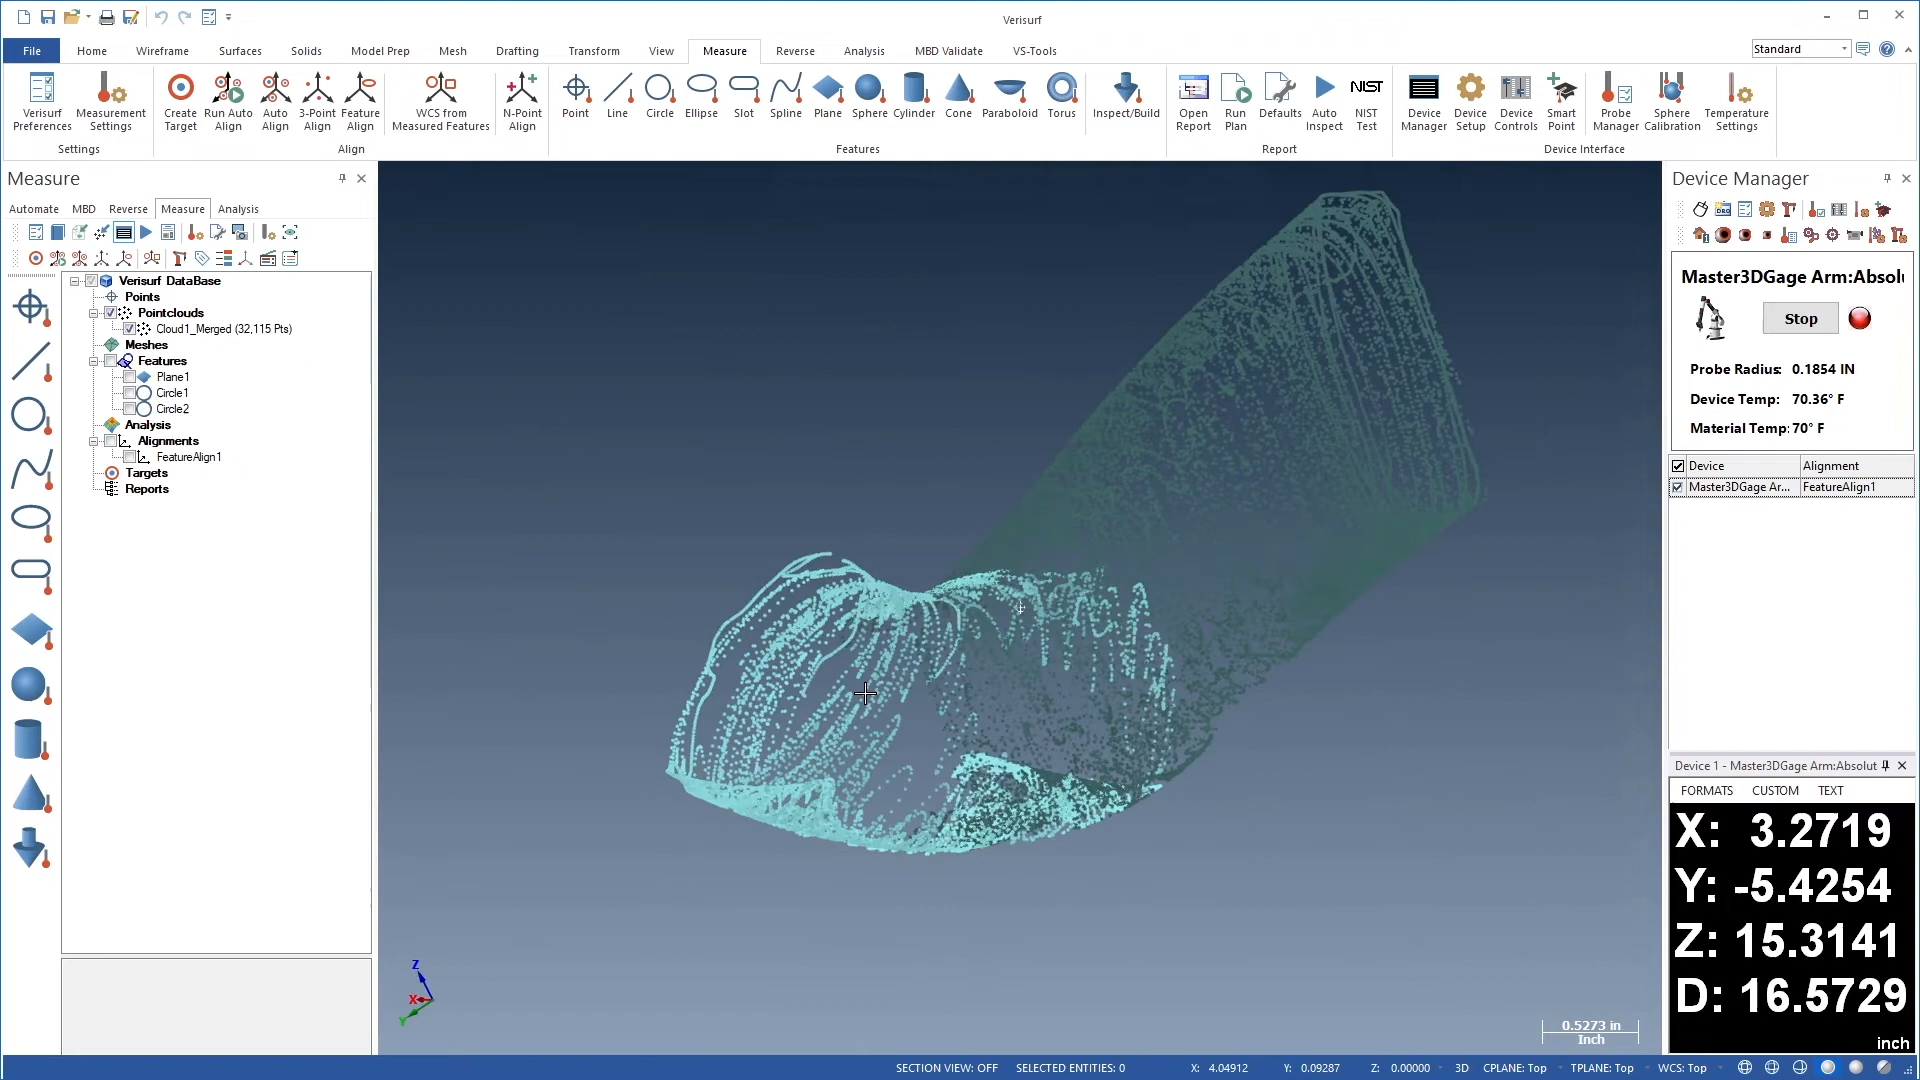 Verisurf
File Home Wireframe Surfaces Solids Model Prep Mesh Drafting Transform View Measure Reverse Analysis MBD Validate VS-Tools Standard
Verisurf Preferences
Measurement Settings
Settings
Create Target
Run Auto Align
Auto Align
3-Point Align
Feature Align
WCS from Measured Features
N-Point Align
Align
Point
Line
Circle
Ellipse
Slot
Spline
Plane
Sphere
Cylinder
Cone
Paraboloid
Torus
Inspect/Build
Features
Open Report
Run Plan
Defaults
Auto Inspect
NIST
NIST Test
Report
Device Manager
Device Setup
Device Controls
Smart Point
Probe Manager
Sphere Calibration
Temperature Settings
Device Interface
Measure
Automate MBD Reverse Measure Analysis
Verisurf DataBase
Points
Pointclouds
Cloud1_Merged (32,115 Pts)
Meshes
Features
Plane1
Circle1
Circle2
Analysis
Alignments
FeatureAlign1
Targets
Reports
Z
X
Y
0.5273 in
Inch
Device Manager
DRO
Master3DGage Arm:Absolu
Stop
Probe Radius: 0.1854 IN
Device Temp: 70.36° F
Material Temp: 70° F
Device Alignment
Master3DGage Ar... FeatureAlign1
Device 1 - Master3DGage Arm:Absolut
FORMATS CUSTOM TEXT
X: 3.2719
Y: -5.4254
Z: 15.3141
D: 16.5729
inch
SECTION VIEW: OFF SELECTED ENTITIES: 0 X: 4.04912 Y: 0.09287 Z: 0.00000 3D CPLANE: Top TPLANE: Top WCS: Top